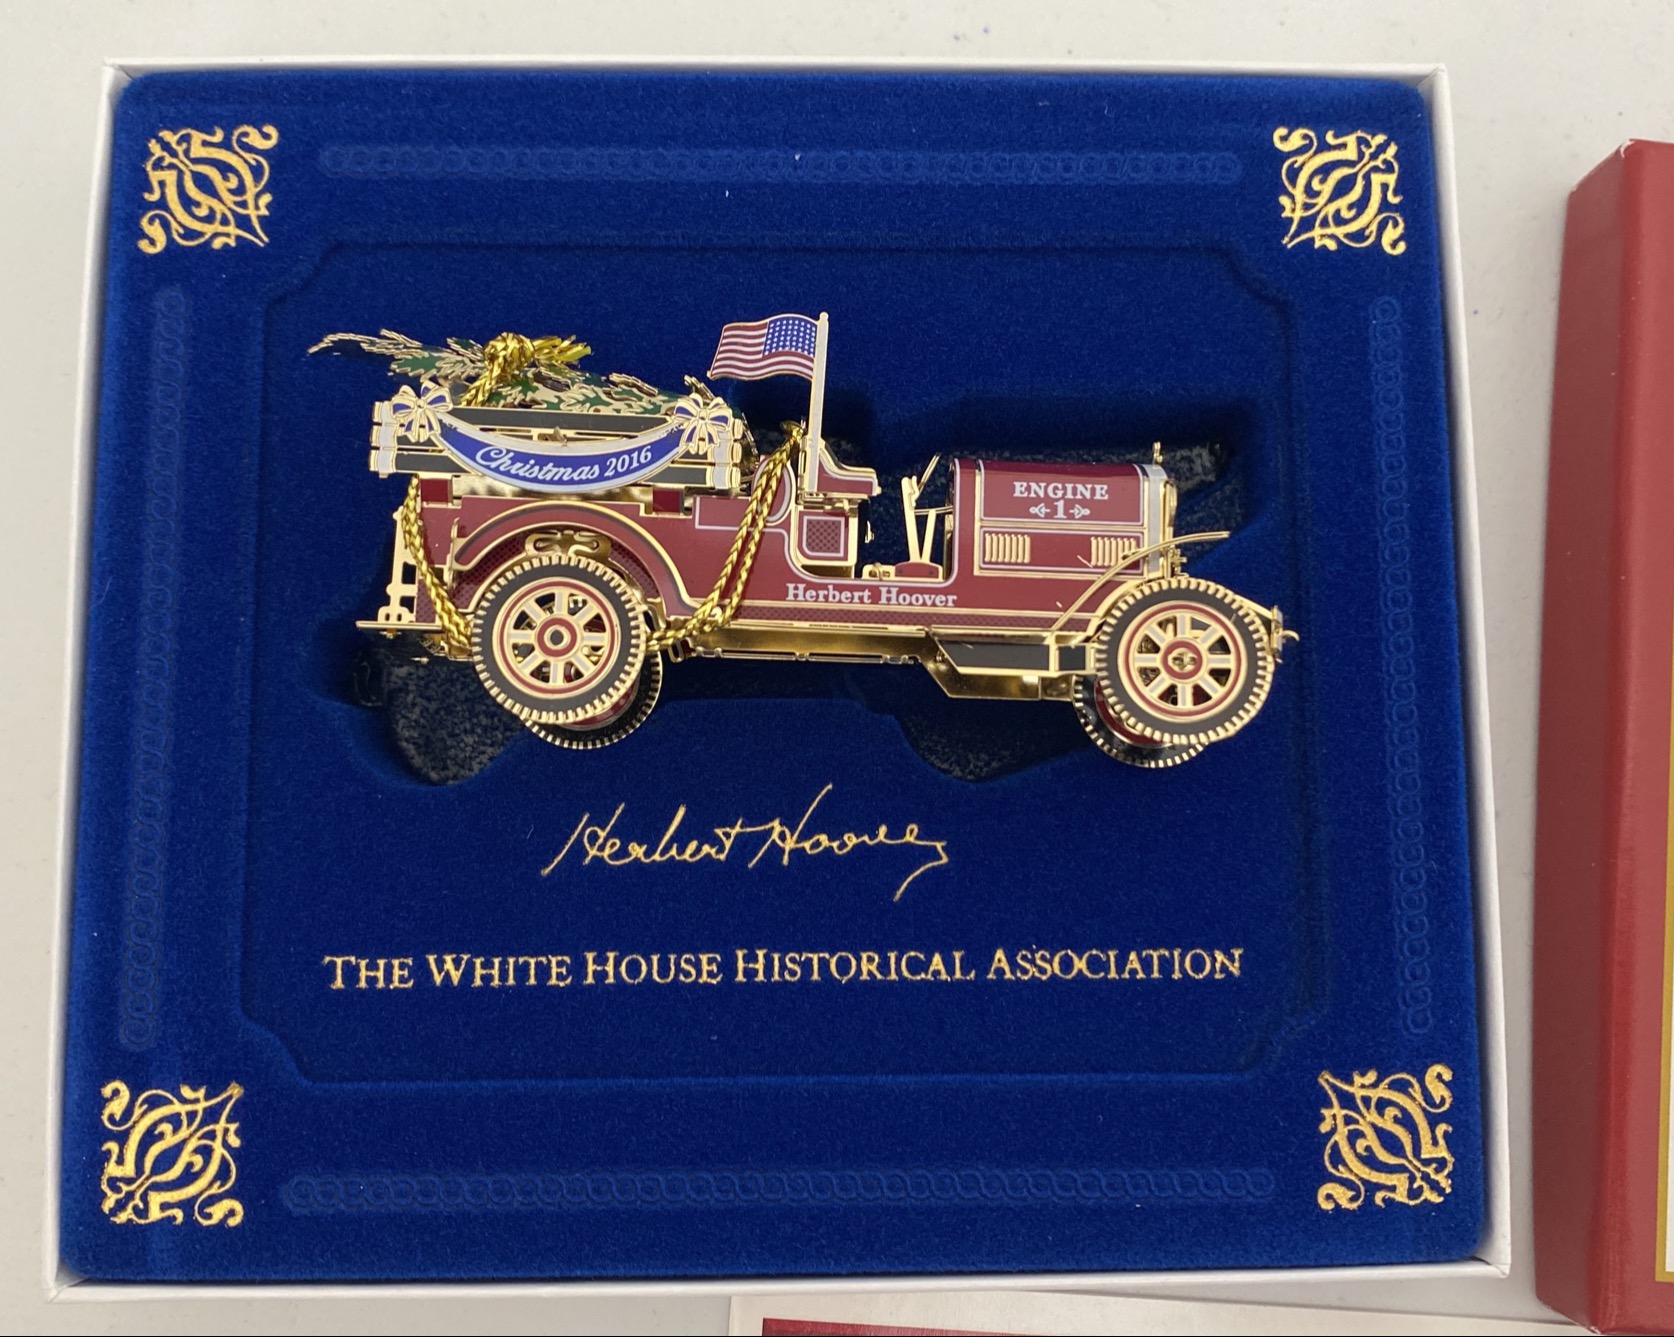 Christmas 2016
ENGINE
1
Herbert Hoover
Herbert Hoover
THE WHITE HOUSE HISTORICAL ASSOCIATION